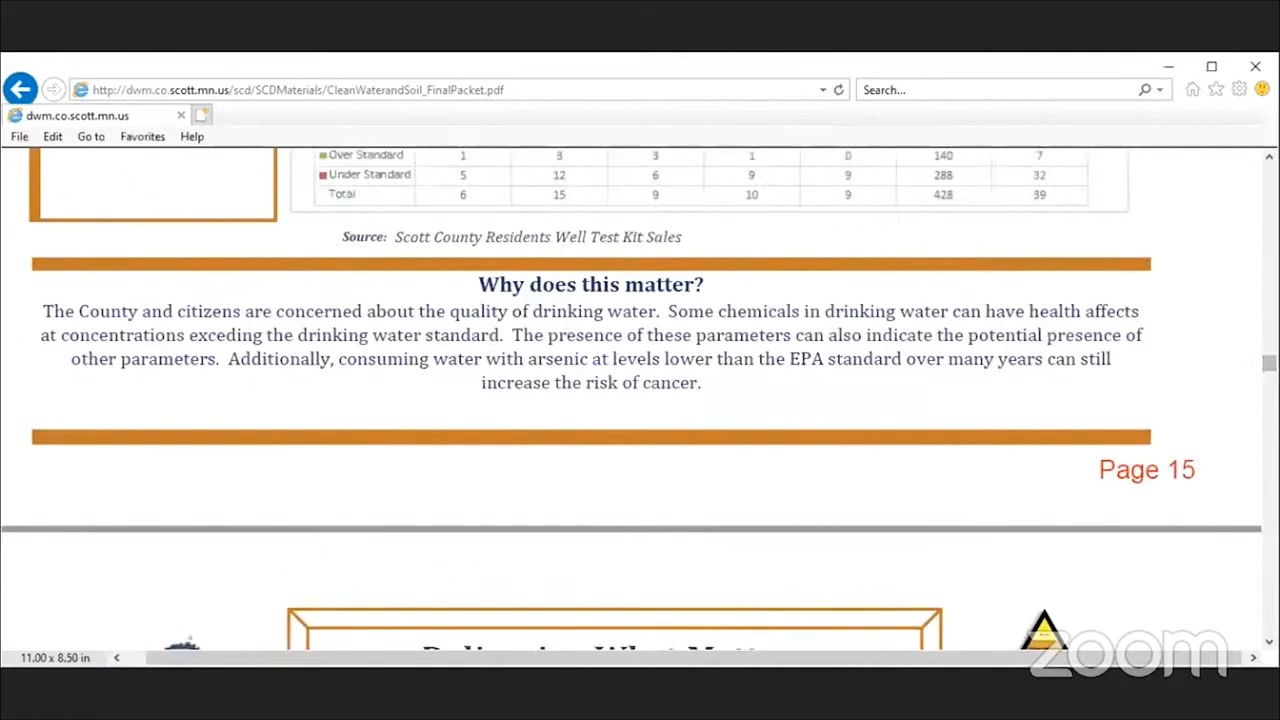 http://dwm.co.scott.mn.us/scd/SCDMaterials/CleanWaterandSoil_FinalPacket.pdf
Search...
dwm.co.scott.mn.us
File Edit Go to Favorites Help
Over Standard 1 3 3 1 0 140 7
Under Standard 5 12 6 9 9 288 32
Total 6 15 9 10 9 428 39
Source: Scott County Residents Well Test Kit Sales
Why does this matter?
The County and citizens are concerned about the quality of drinking water. Some chemicals in drinking water can have health affects
at concentrations exceding the drinking water standard. The presence of these parameters can also indicate the potential presence of
other parameters. Additionally, consuming water with arsenic at levels lower than the EPA standard over many years can still
increase the risk of cancer.
Page 15
11.00 x 8.50 in
zoom